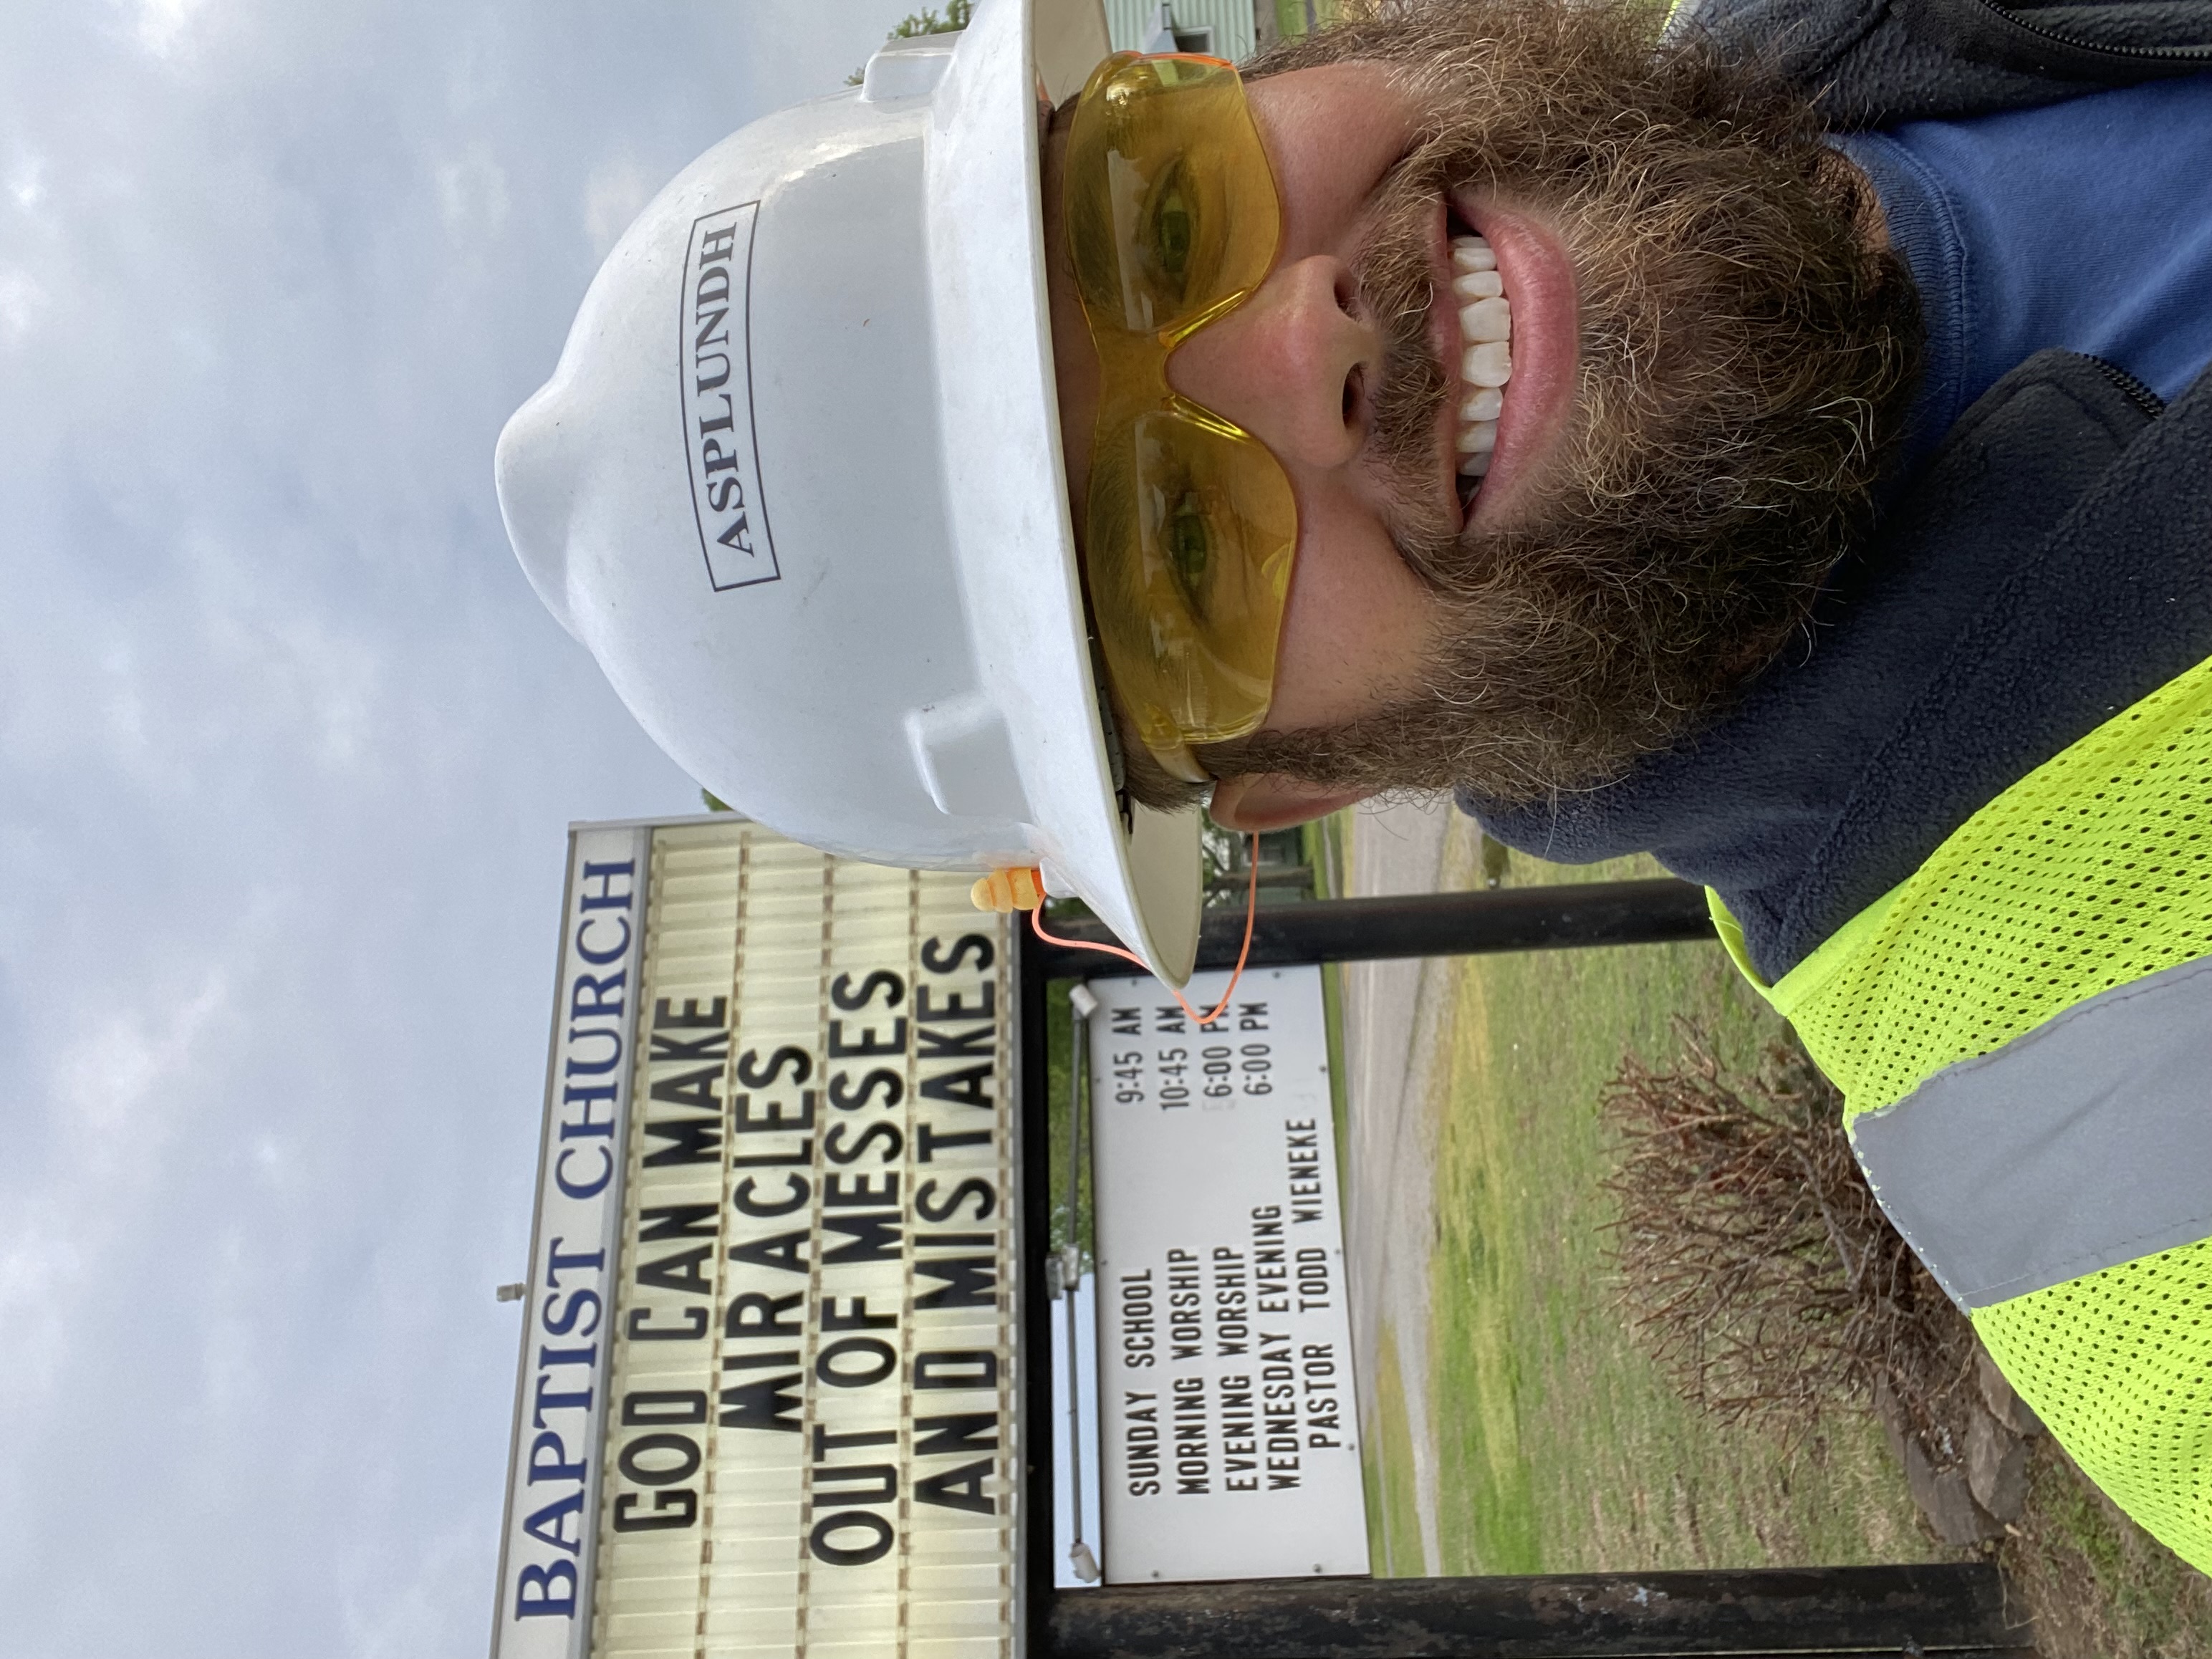 BAPTIST CHURCH
GOD CAN MAKE
MIRACLES
OUT OF MESSES
AND MISTAKES
SUNDAY SCHOOL 9:45 AM
MORNING WORSHIP 10:45 AM
EVENING WORSHIP 6:00 PM
WEDNESDAY EVENING 6:00 PM
PASTOR TODD WIENEKE
ASPLUNDH